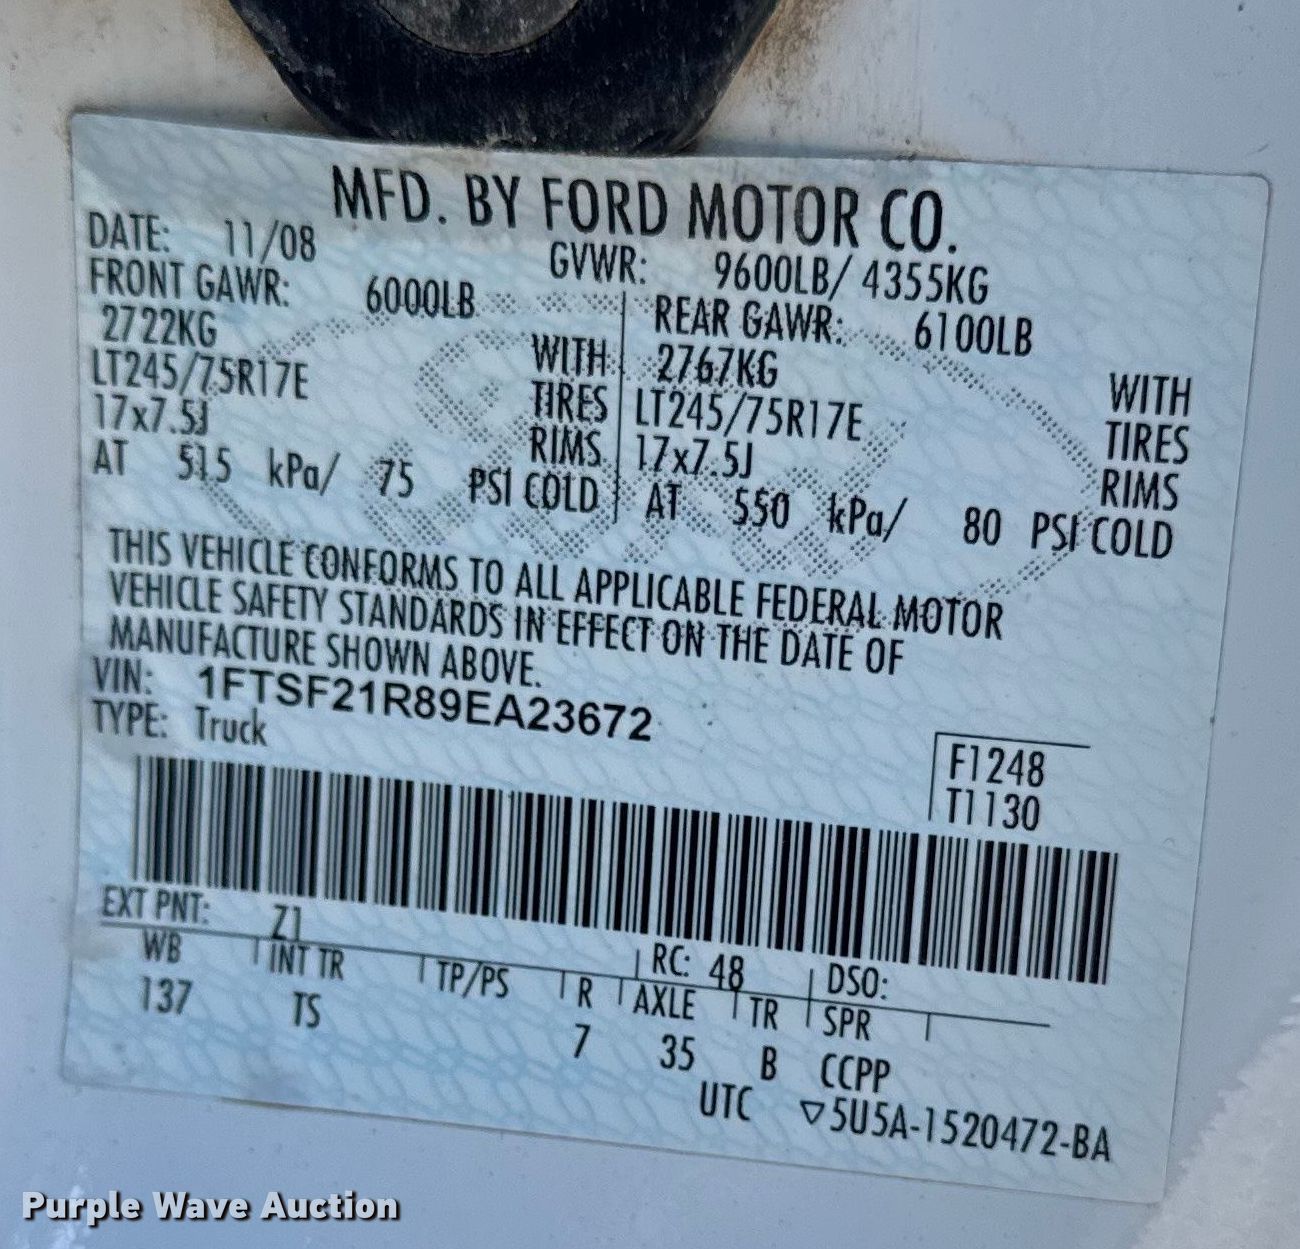 MFD. BY FORD MOTOR CO.
DATE: 11/08 GVWR: 9600LB/ 4355KG
FRONT GAWR: 6000LB REAR GAWR: 6100LB
2722KG WITH 2767KG WITH
LT245/75R17E TIRES LT245/75R17E TIRES
17x7.5J RIMS 17x7.5J RIMS
AT 515 kPa/ 75 PSI COLD AT 550 kPa/ 80 PSI COLD
THIS VEHICLE CONFORMS TO ALL APPLICABLE FEDERAL MOTOR
VEHICLE SAFETY STANDARDS IN EFFECT ON THE DATE OF
MANUFACTURE SHOWN ABOVE.
VIN: 1FTSF21R89EA23672
TYPE: Truck
F1248
T1130
EXT PNT: Z1 RC: 48 DSO:
WB INT TR TP/PS R AXLE TR SPR
137 TS 7 35 B CCPP
UTC ▽5U5A-1520472-BA
Purple Wave Auction